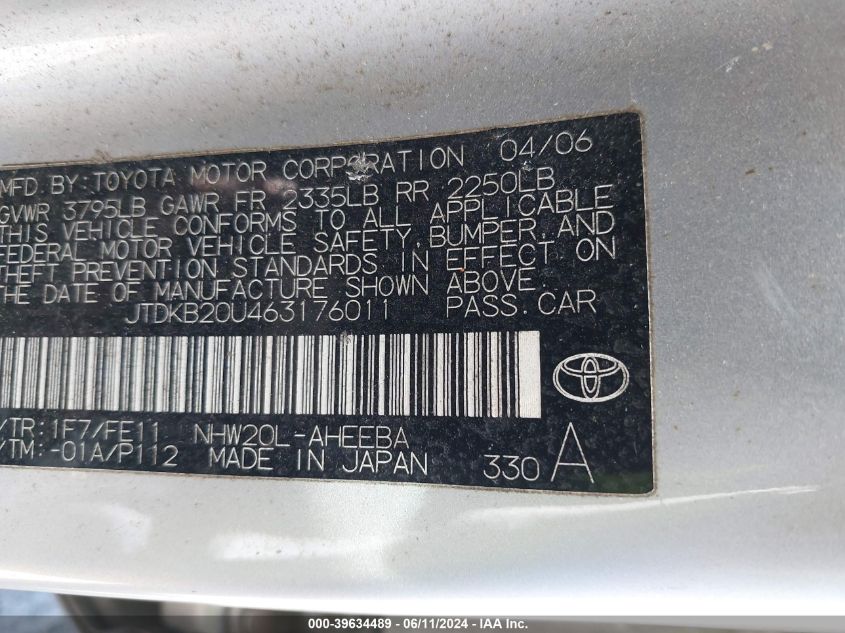 MFD. BY: TOYOTA MOTOR CORPORATION 04/06
GVWR 3795LB GAWR FR 2335LB RR 2250LB
THIS VEHICLE CONFORMS TO ALL APPLICABLE
FEDERAL MOTOR VEHICLE SAFETY, BUMPER, AND
THEFT PREVENTION STANDARDS IN EFFECT ON
THE DATE OF MANUFACTURE SHOWN ABOVE.
JTDKB20U463176011 PASS. CAR
/TR: 1F7/FE11 NHW20L-AHEEBA
/TM: -01A/P112 MADE IN JAPAN 330 A
000-39634489 - 06/11/2024 - IAA Inc.